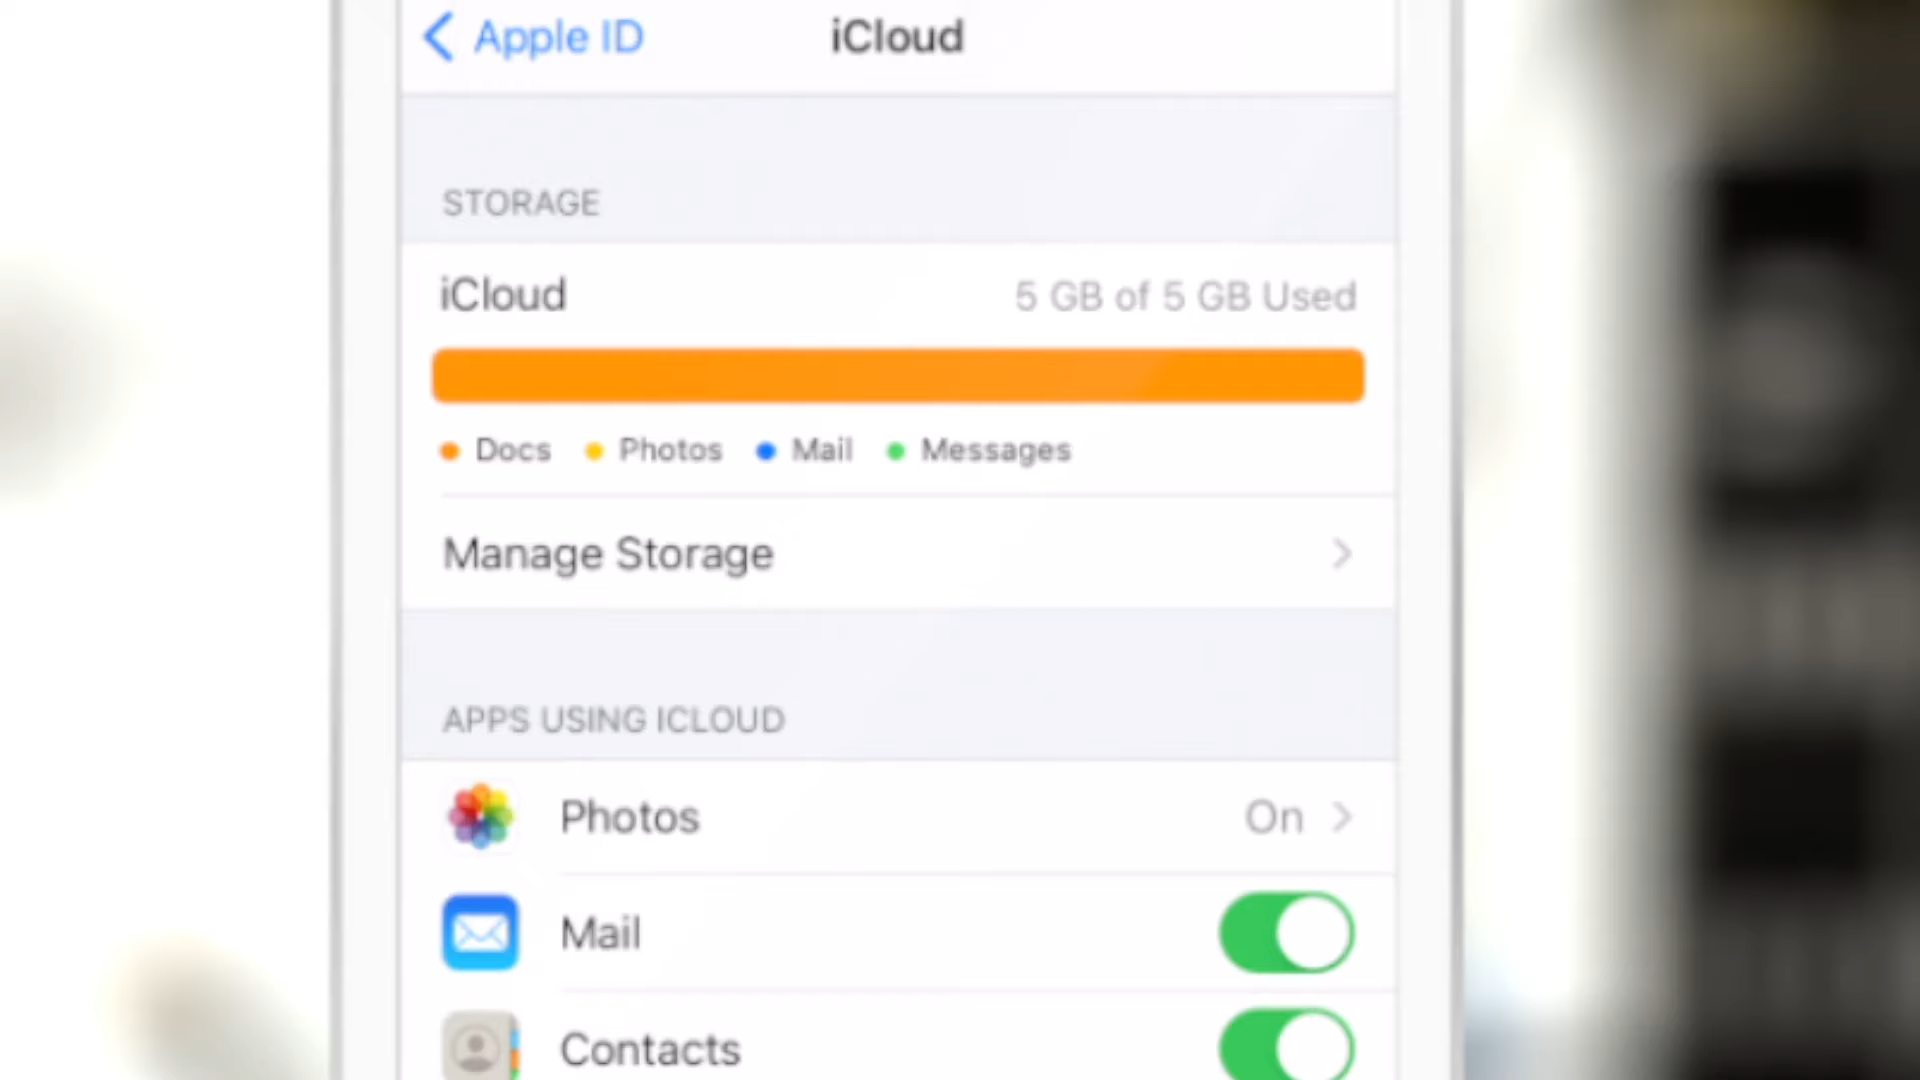 Apple ID
iCloud
STORAGE
iCloud
5 GB of 5 GB Used
Docs
Photos
Mail
Messages
Manage Storage
APPS USING ICLOUD
Photos
On
Mail
Contacts